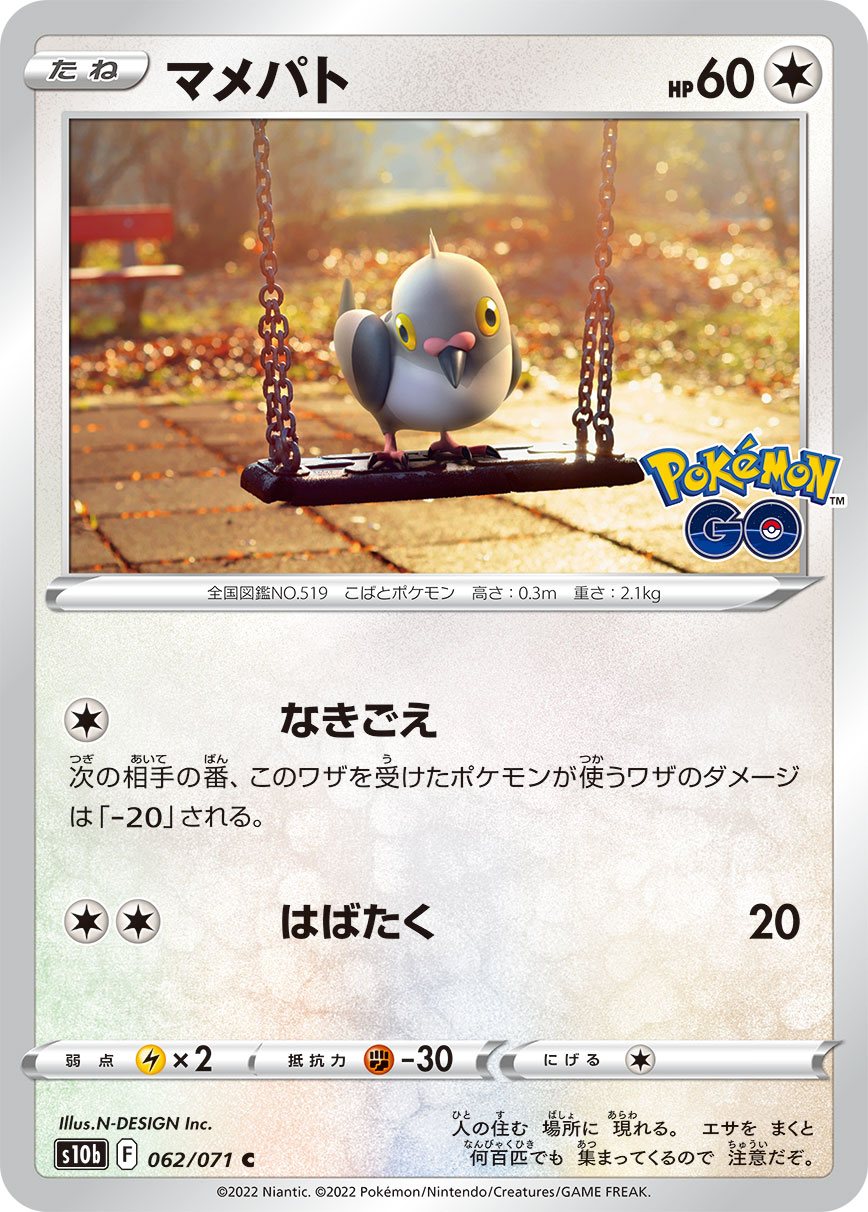 たね マメパト HP60
Pokémon GO™
全国図鑑NO.519 こばとポケモン 高さ:0.3m 重さ:2.1kg
なきごえ
次の相手の番、このワザを受けたポケモンが使うワザのダメージ
は「-20」される。
はばたく 20
弱点 ×2 抵抗力 -30 にげる
Illus.N-DESIGN Inc.
s10b F 062/071 C
人の住む 場所に 現れる。 エサを まくと
何百匹でも 集まってくるので 注意だぞ。
©2022 Niantic. ©2022 Pokémon/Nintendo/Creatures/GAME FREAK.